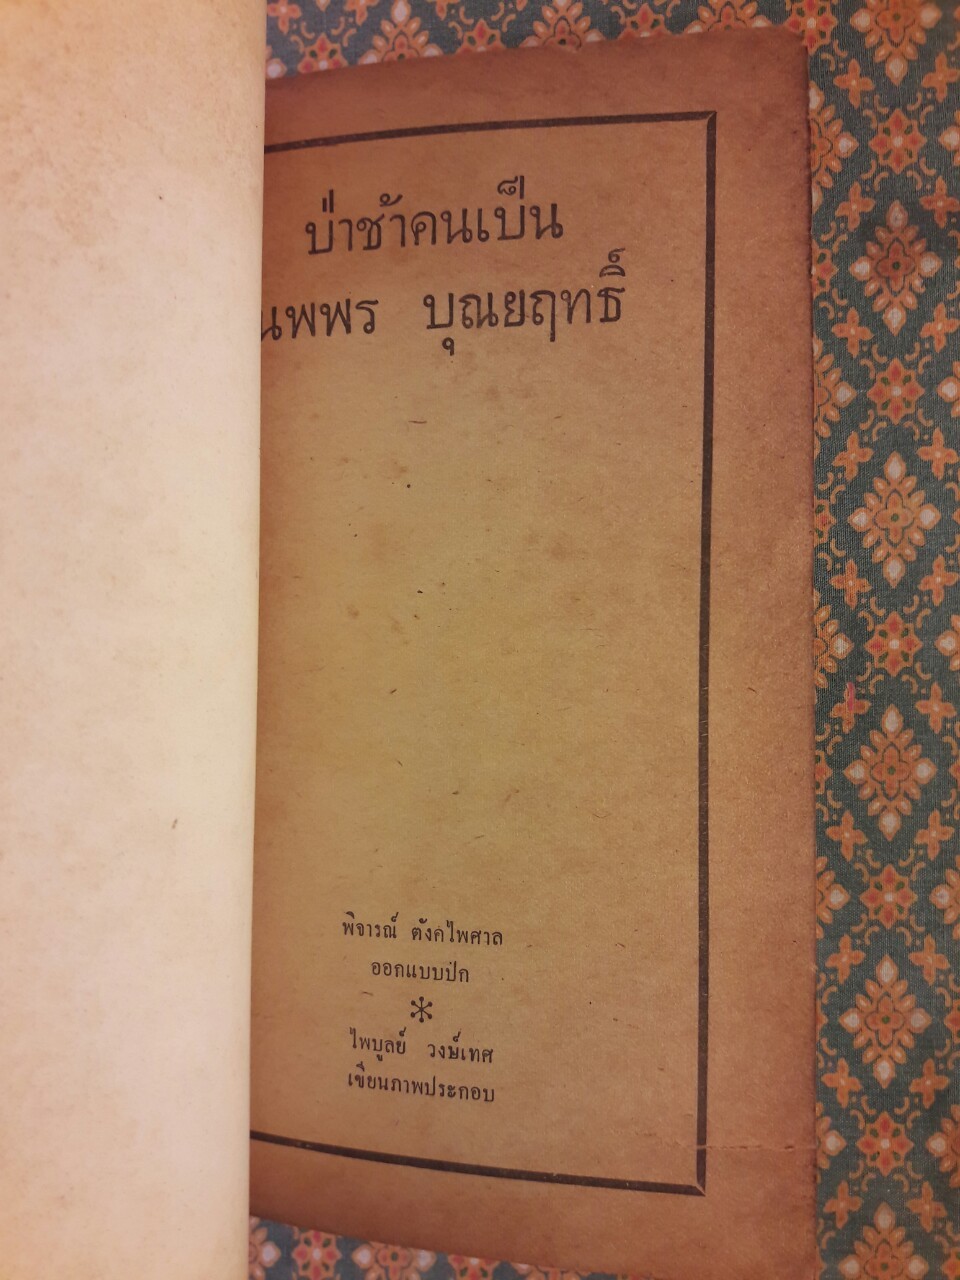 ป่าช้าคนเป็น
นพพร บุณยฤทธิ์
พิจารณ์ ตังคไพศาล
ออกแบบปก
ไพบูลย์ วงษ์เทศ
เขียนภาพประกอบ